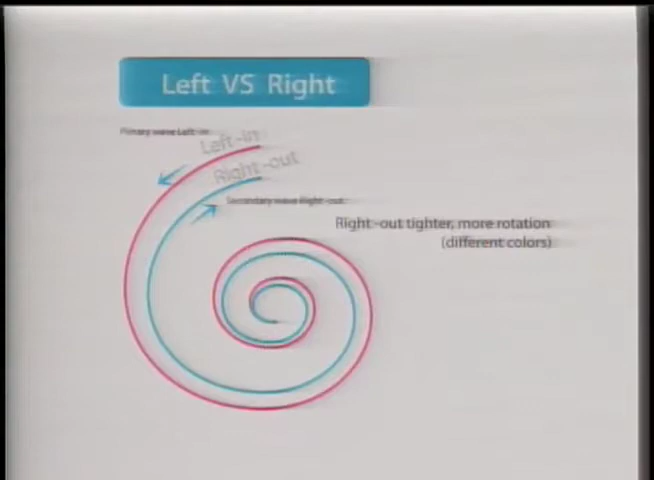 Left VS Right
Primary wave Left-in
Left-in
Right-out
Secondary wave Right-out
Right-out tighter, more rotation
(different colors)